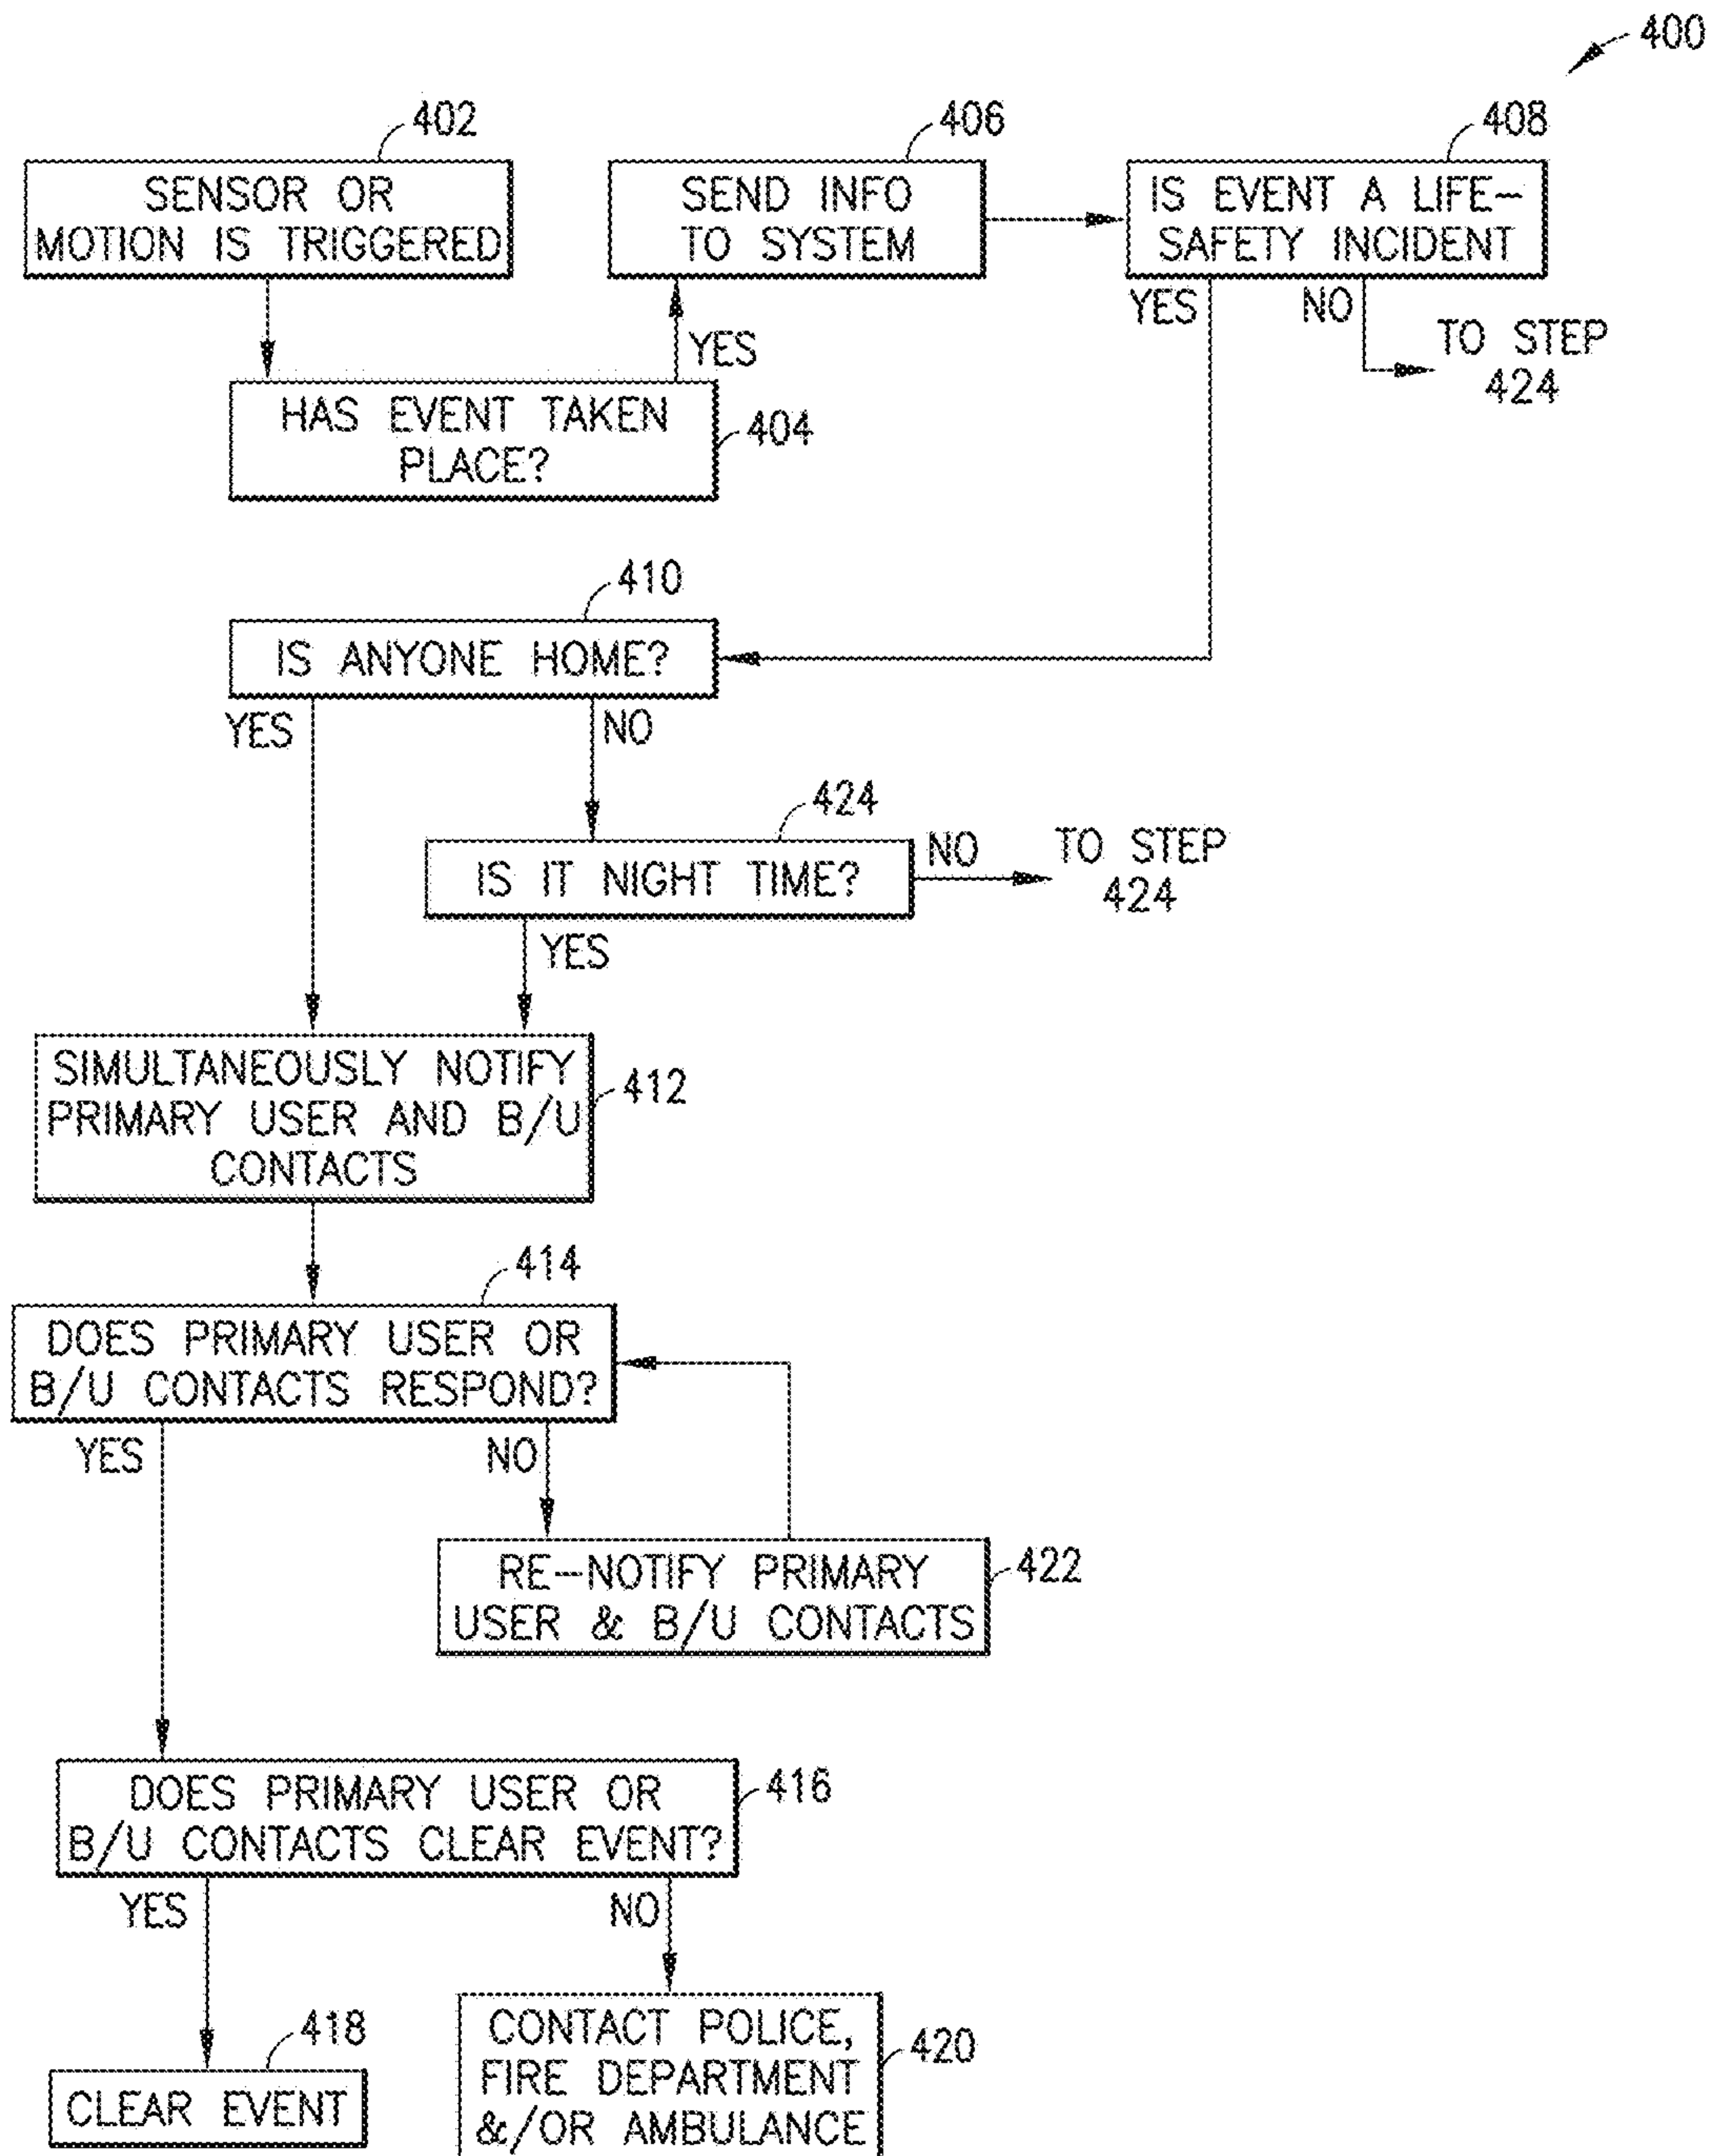 400
402
SENSOR OR
MOTION IS TRIGGERED
406
SEND INFO
TO SYSTEM
408
IS EVENT A LIFE-
SAFETY INCIDENT
YES
NO
TO STEP
424
YES
HAS EVENT TAKEN
PLACE?
404
410
IS ANYONE HOME?
YES
NO
424
IS IT NIGHT TIME?
NO
TO STEP
424
YES
SIMULTANEOUSLY NOTIFY
PRIMARY USER AND B/U
CONTACTS
412
414
DOES PRIMARY USER OR
B/U CONTACTS RESPOND?
YES
NO
RE-NOTIFY PRIMARY
USER & B/U CONTACTS
422
DOES PRIMARY USER OR
B/U CONTACTS CLEAR EVENT?
416
YES
NO
418
CLEAR EVENT
CONTACT POLICE,
FIRE DEPARTMENT
&/OR AMBULANCE
420